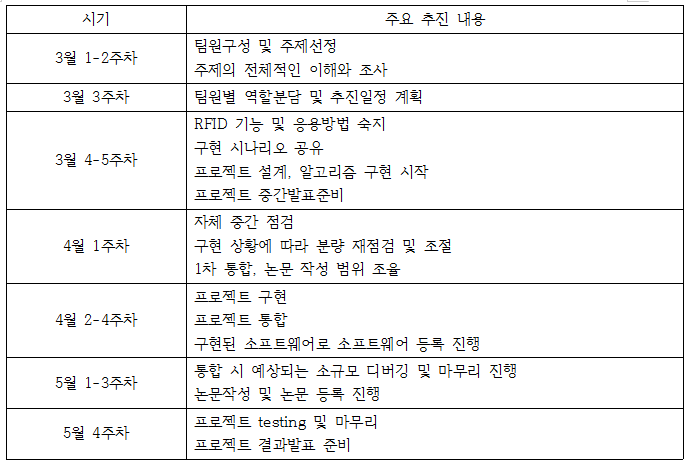 시기 주요 추진 내용
3월 1-2주차
팀원구성 및 주제선정
주제의 전체적인 이해와 조사
3월 3주차
팀원별 역할분담 및 추진일정 계획
3월 4-5주차
RFID 기능 및 응용방법 숙지
구현 시나리오 공유
프로젝트 설계, 알고리즘 구현 시작
프로젝트 중간발표준비
4월 1주차
자체 중간 점검
구현 상황에 따라 분량 재점검 및 조절
1차 통합, 논문 작성 범위 조율
4월 2-4주차
프로젝트 구현
프로젝트 통합
구현된 소프트웨어로 소프트웨어 등록 진행
5월 1-3주차
통합 시 예상되는 소규모 디버깅 및 마무리 진행
논문작성 및 논문 등록 진행
5월 4주차
프로젝트 testing 및 마무리
프로젝트 결과발표 준비